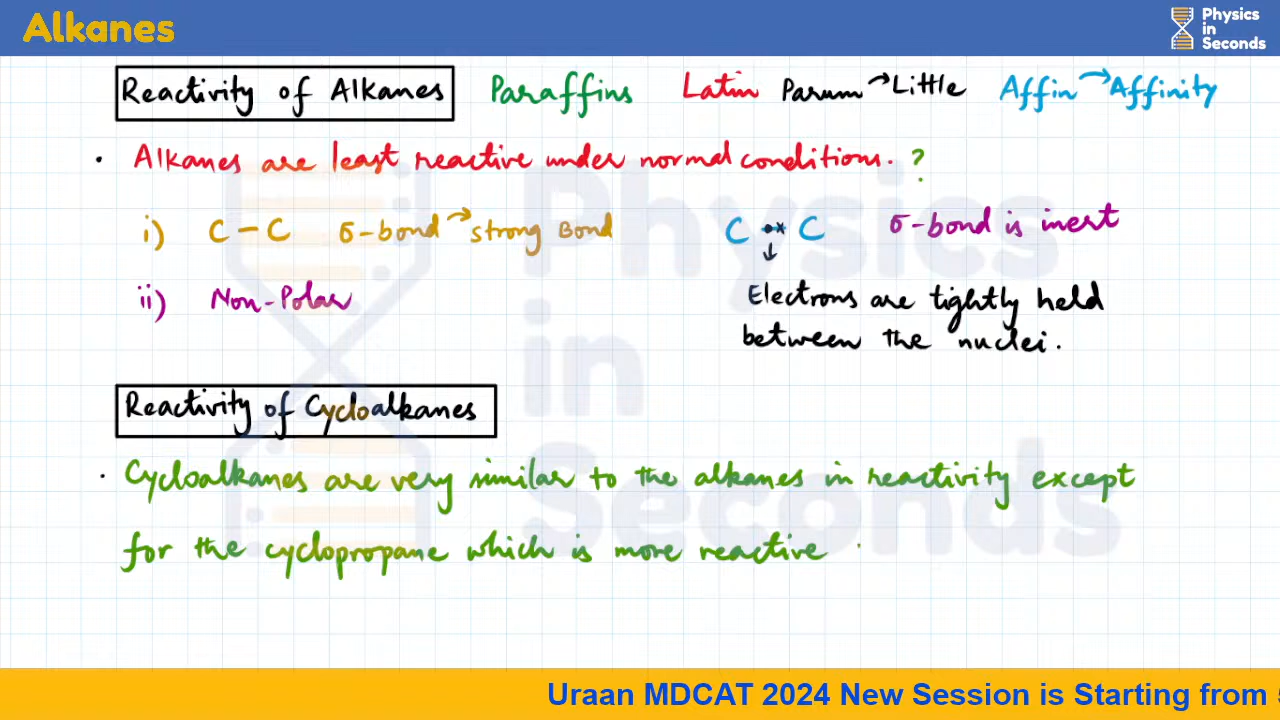 Alkanes
Physics
in
Seconds
Reactivity of Alkanes Paraffins Latin Parum → Little Affin → Affinity
• Alkanes are least reactive under normal conditions. ?
i) C – C σ-bond → strong Bond C •× C σ-bond is inert
↓
ii) Non-Polar Electrons are tightly held
between the nuclei.
Reactivity of Cycloalkanes
• Cycloalkanes are very similar to the alkanes in reactivity except
for the cyclopropane which is more reactive
Physics
in
Seconds
Uraan MDCAT 2024 New Session is Starting from